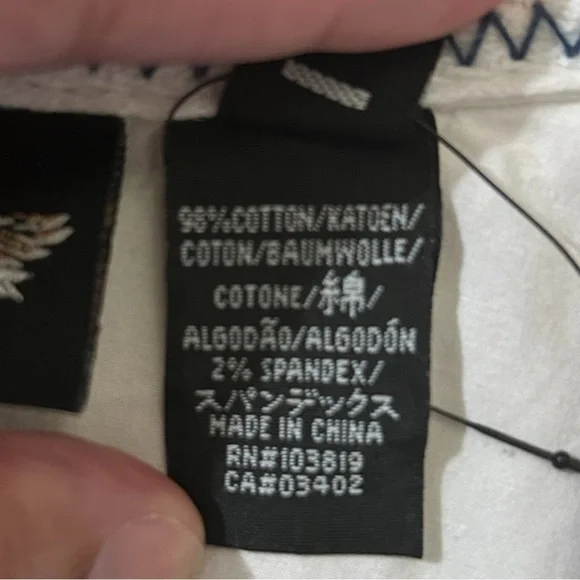 98%COTTON/KATOEN/
COTON/BAUMWOLLE/
COTONE/綿/
ALGODÃO/ALGODÓN
2% SPANDEX/
スパンデックス
MADE IN CHINA
RN#103819
CA#03402